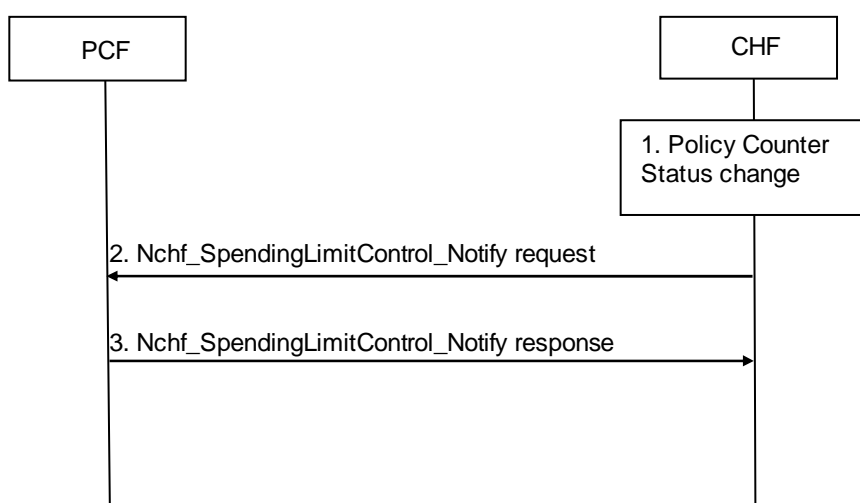 PCF
CHF
1. Policy Counter
Status change
2. Nchf_SpendingLimitControl_Notify request
3. Nchf_SpendingLimitControl_Notify response